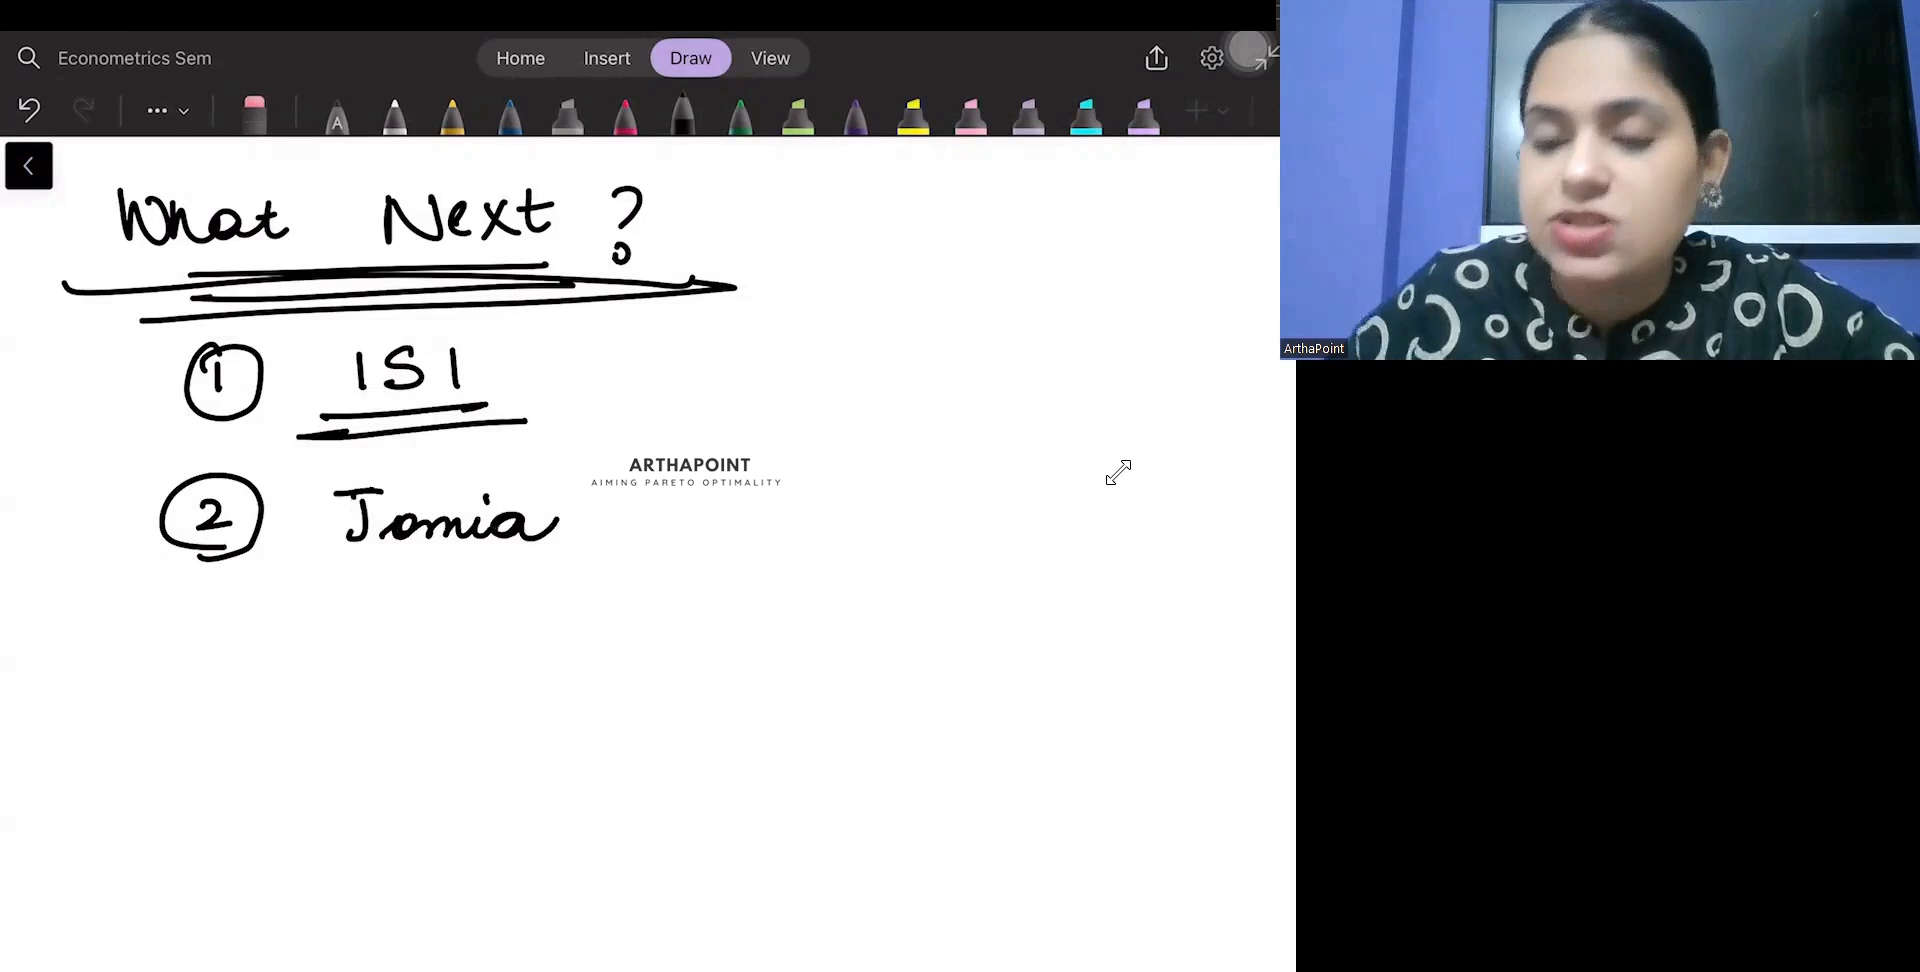 Econometrics Sem
Home Insert Draw View
A
What Next ?
1 ISI
ARTHAPOINT
AIMING PARETO OPTIMALITY
2 Jamia
ArthaPoint